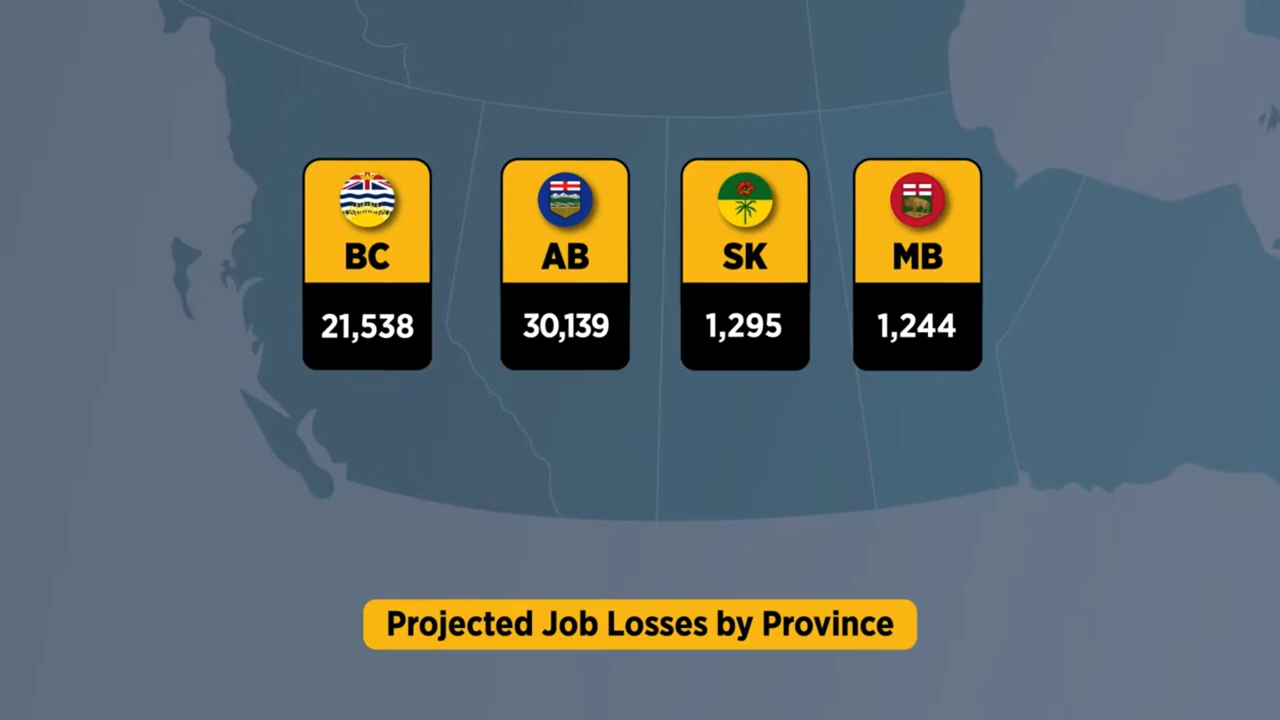 BC
21,538
AB
30,139
SK
1,295
MB
1,244
Projected Job Losses by Province